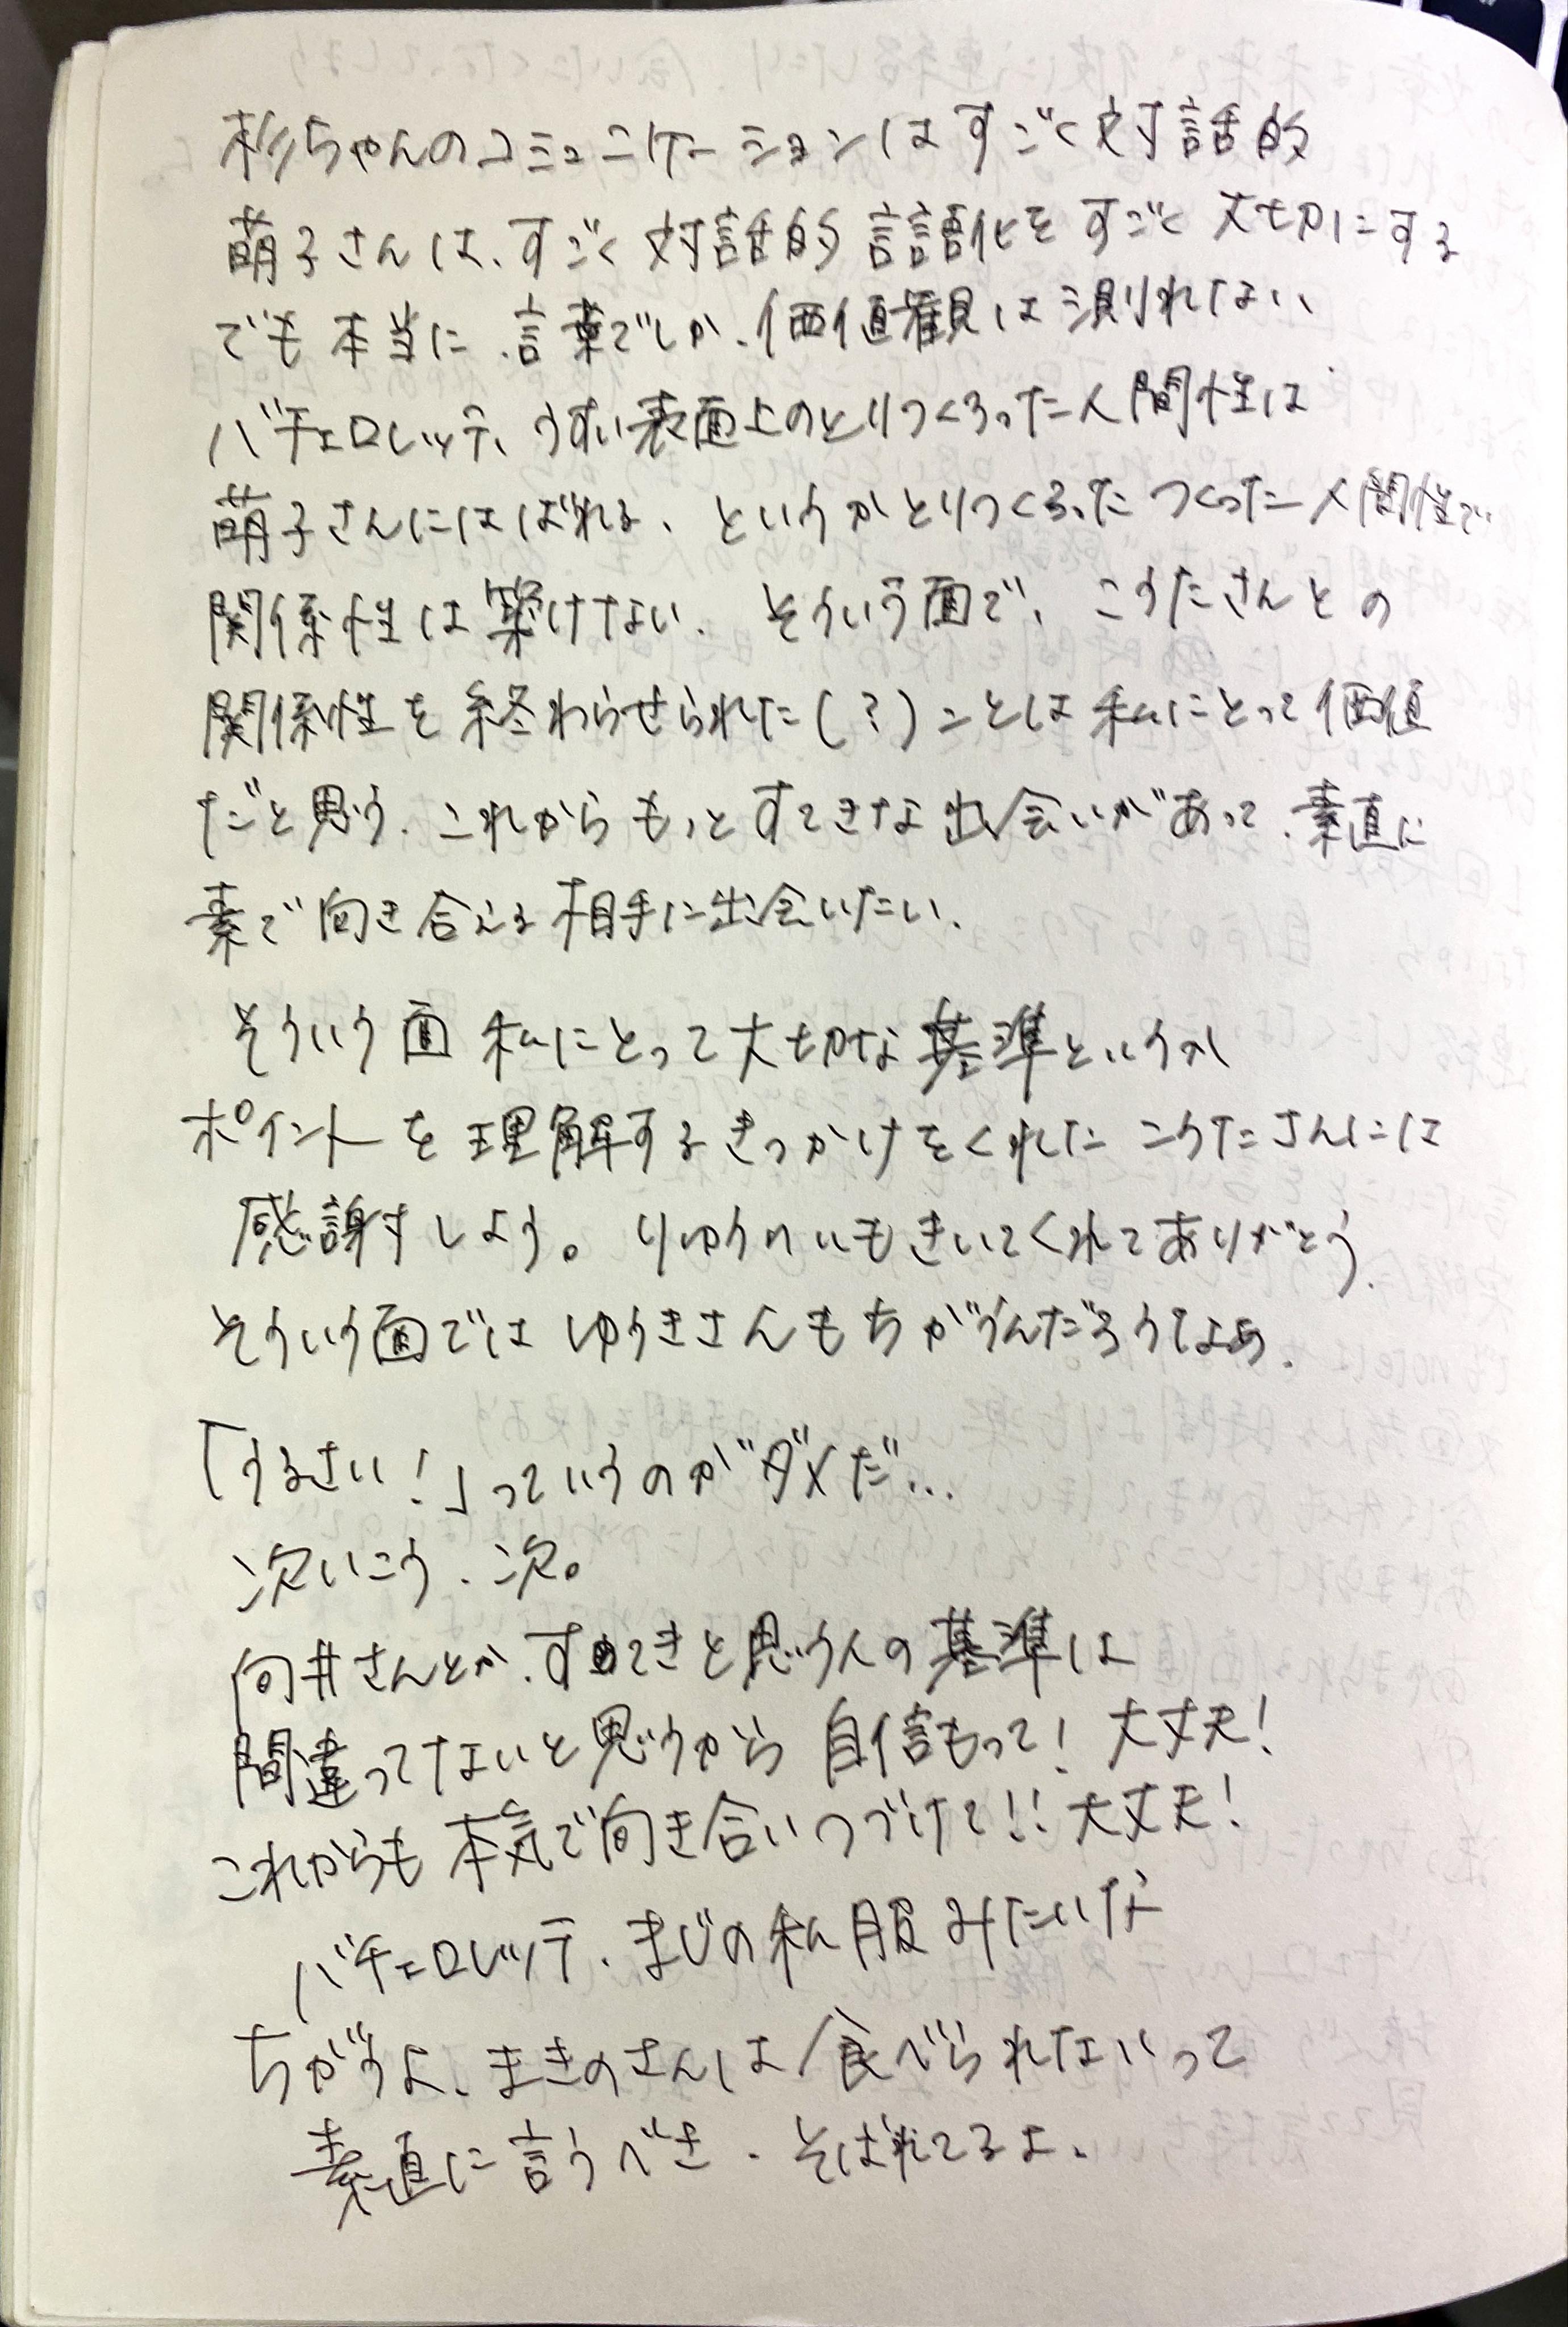 杉ちゃんのコミュニケーションはすごく対話的
萌子さんは、すごく対話的 言語化をすごく大切にする
でも本当に、言葉でしか、価値観は測れない
バチェロレッテ、うすい表面上のとりつくろった人間性は
萌子さんにはばれる、というかとりつくろった つくった人間性で
関係性は築けない、そういう面で、こうたさんとの
関係性を終わらせられた(?)ことは私にとって価値
だと思う、これからもっとすてきな出会いがあって、素直に
素で向き合える相手に出会いたい、
そういう面 私にとって大切な基準というか
ポイントを理解するきっかけをくれたこうたさんには
感謝すしよう。りゆう いもきいてくれてありがとう、
そういう面ではゆうきさんもちがうんだろうなあ、
「うるさい!」っていうのがダメだ…
次いこう、次。
向井さんとか、すてきと思う人の基準は
間違ってないと思うから 自信もって! 大丈夫!
これからも本気で向き合いつづけて!! 大丈夫!
バチェロレッテ、まじの私服みたいな
ちがうよ、まきのさんは食べられないって
素直に言うべき、そばれてるよ、